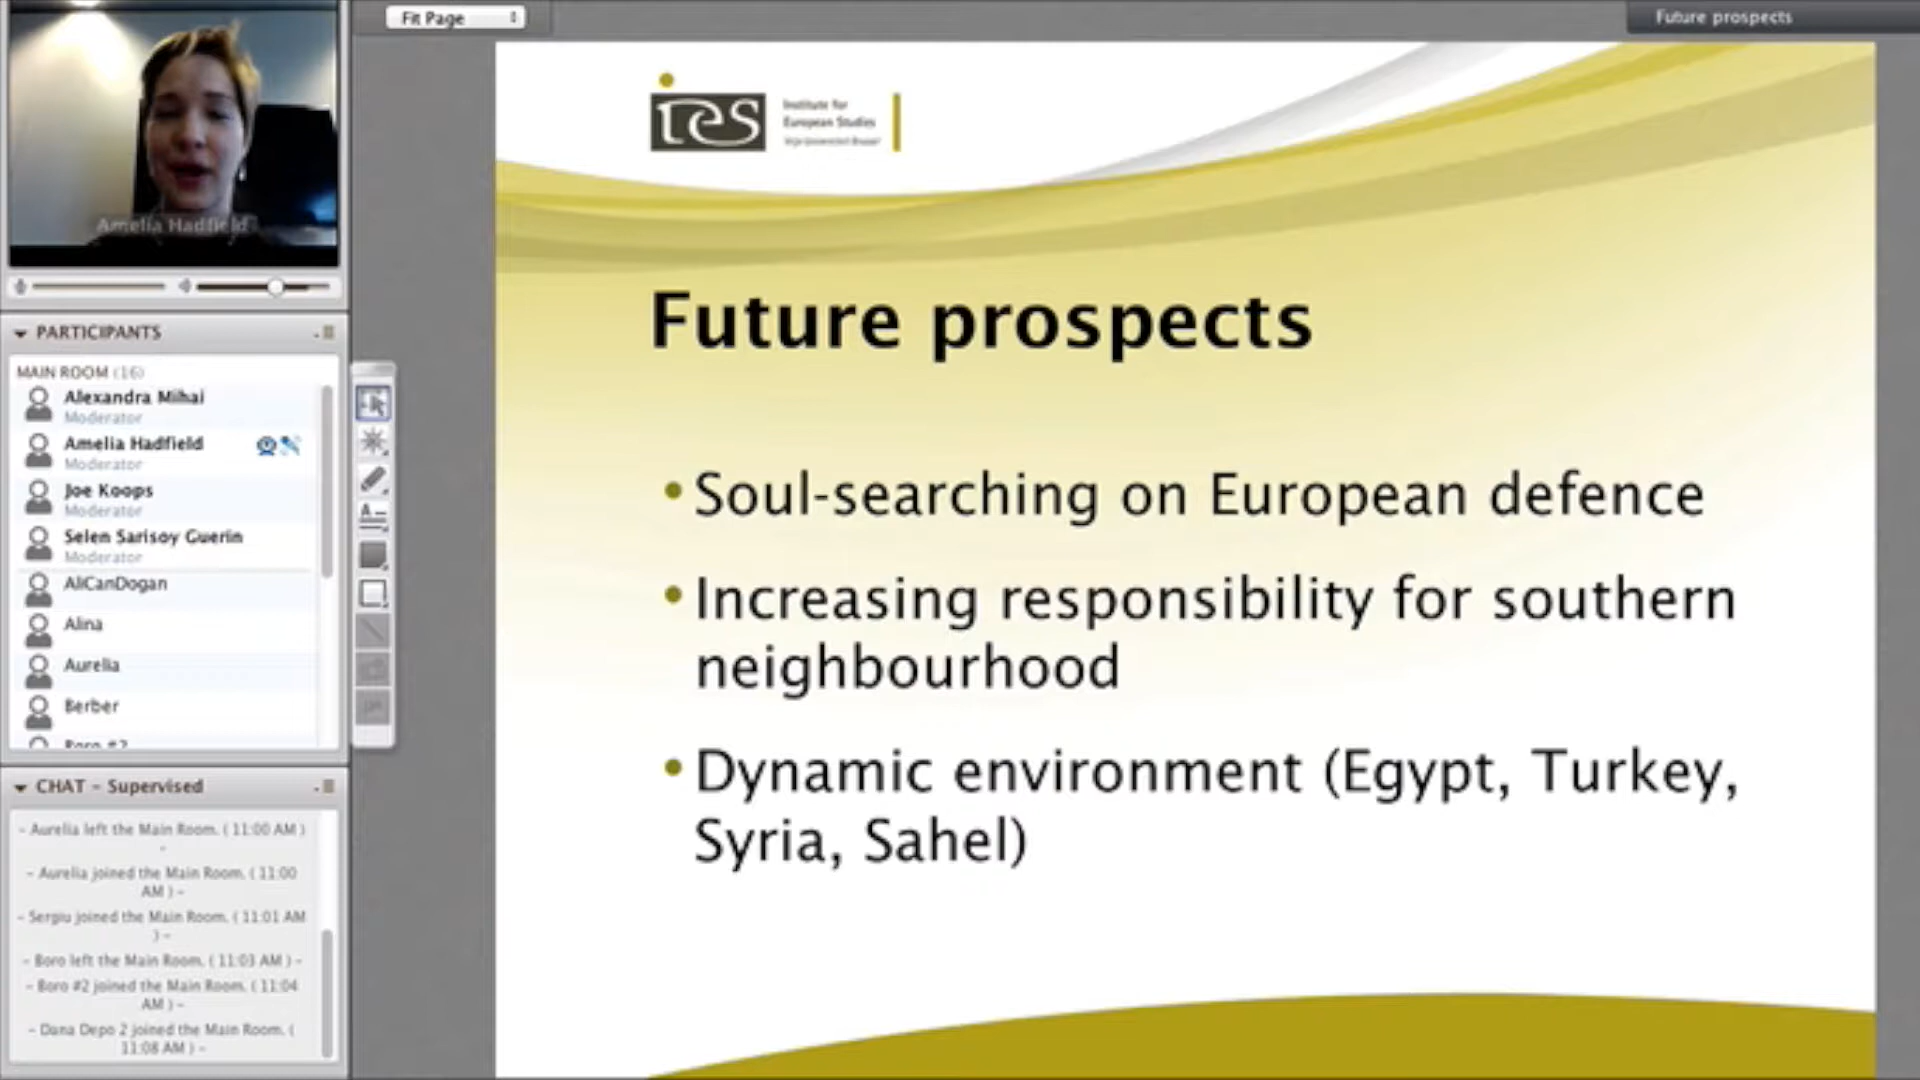 Fit Page
Future prospects
Amelia Hadfield
PARTICIPANTS
MAIN ROOM (16)
Alexandra Mihai
Moderator
Amelia Hadfield
Moderator
Joe Koops
Moderator
Selen Sarisoy Guerin
Moderator
AliCanDogan
Alina
Aurelia
Berber
Boro #2
CHAT - Supervised
- Aurelia left the Main Room. ( 11:00 AM )
-
- Aurelia joined the Main Room. ( 11:00
AM ) -
- Sergiu joined the Main Room. ( 11:01 AM
) -
- Boro left the Main Room. ( 11:03 AM ) -
- Boro #2 joined the Main Room. ( 11:04
AM ) -
- Dana Depo 2 joined the Main Room. (
11:08 AM ) -
ies
Institute for
European Studies
Vrije Universiteit Brussel
Future prospects
•Soul-searching on European defence
•Increasing responsibility for southern
neighbourhood
•Dynamic environment (Egypt, Turkey,
Syria, Sahel)